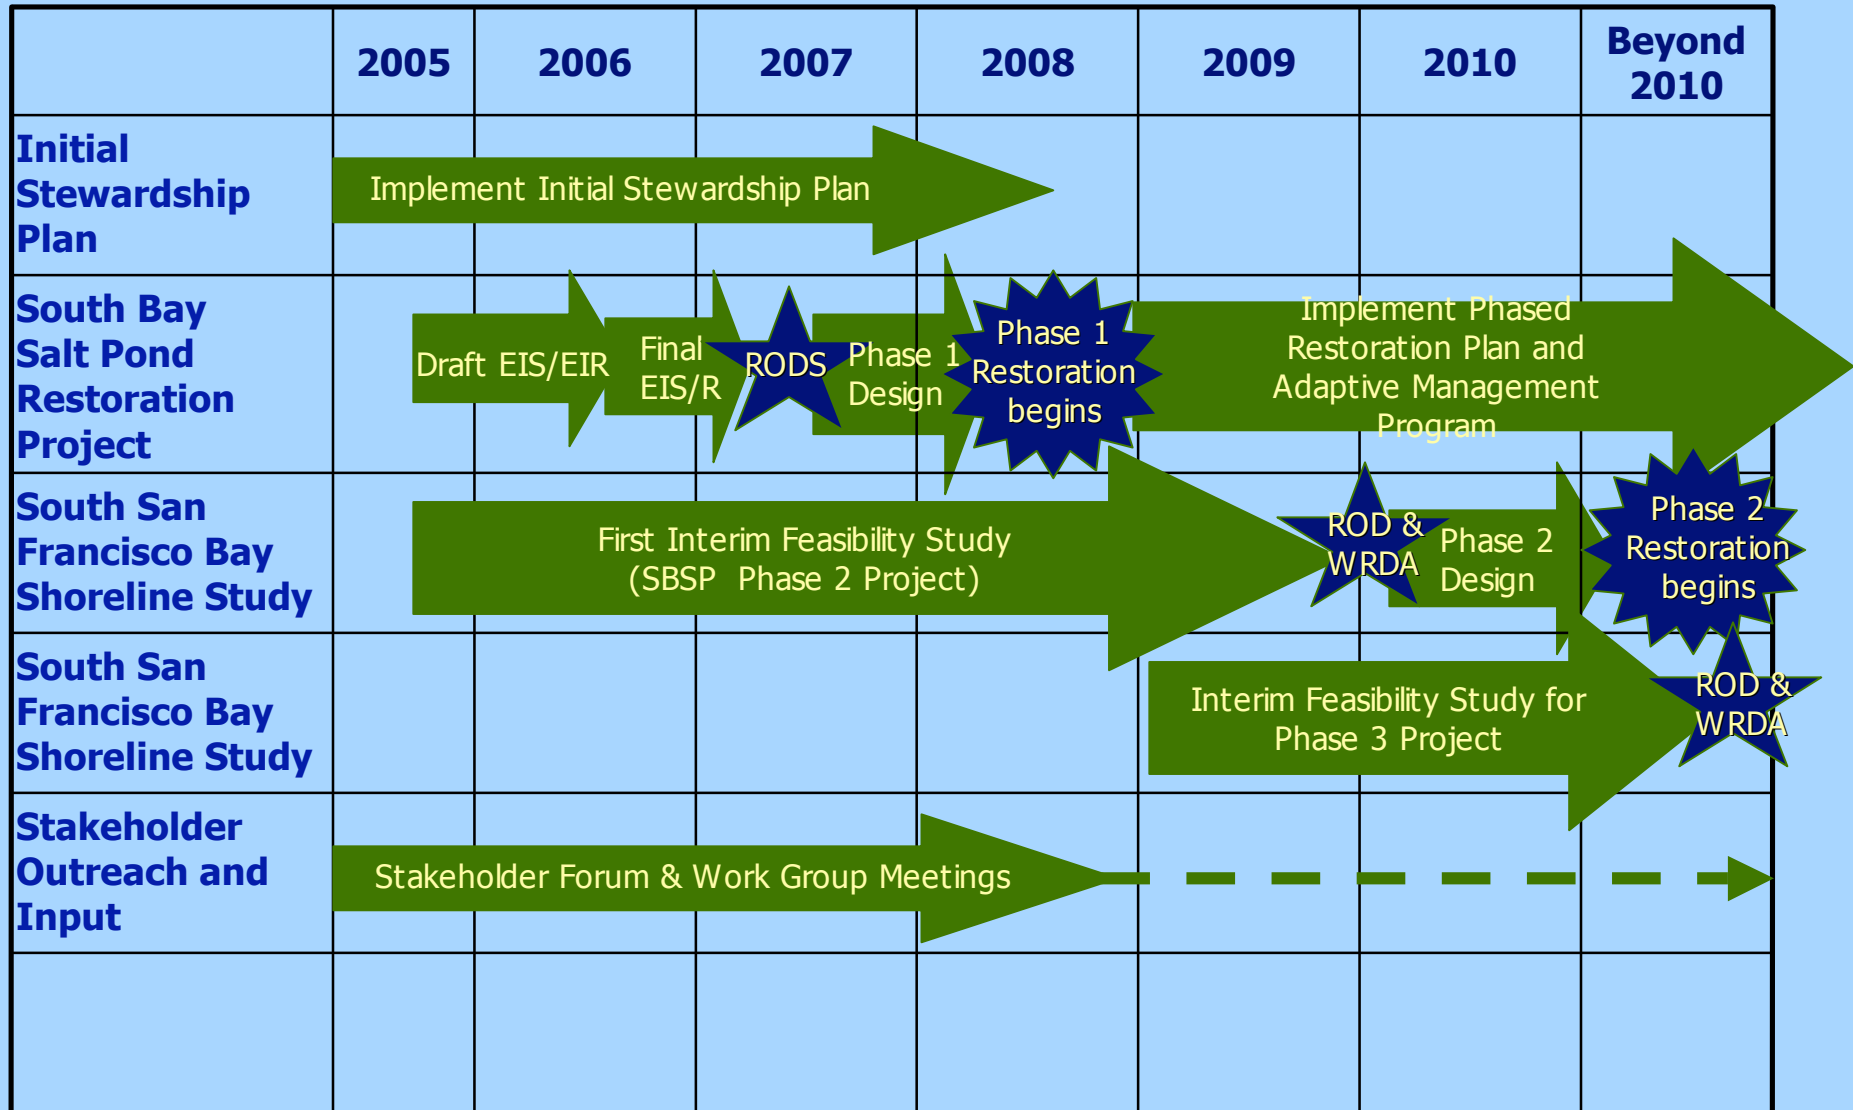 2005
2006
2007
2008
2009
2010
Beyond
2010
Initial
Stewardship
Plan
Implement Initial Stewardship Plan
South Bay
Salt Pond
Restoration
Project
Draft EIS/EIR
Final
EIS/R
RODS
Phase 1
Design
Phase 1
Restoration
begins
Implement Phased
Restoration Plan and
Adaptive Management
Program
South San
Francisco Bay
Shoreline Study
First Interim Feasibility Study
(SBSP Phase 2 Project)
ROD &
WRDA
Phase 2
Design
Phase 2
Restoration
begins
South San
Francisco Bay
Shoreline Study
Interim Feasibility Study for
Phase 3 Project
ROD &
WRDA
Stakeholder
Outreach and
Input
Stakeholder Forum & Work Group Meetings